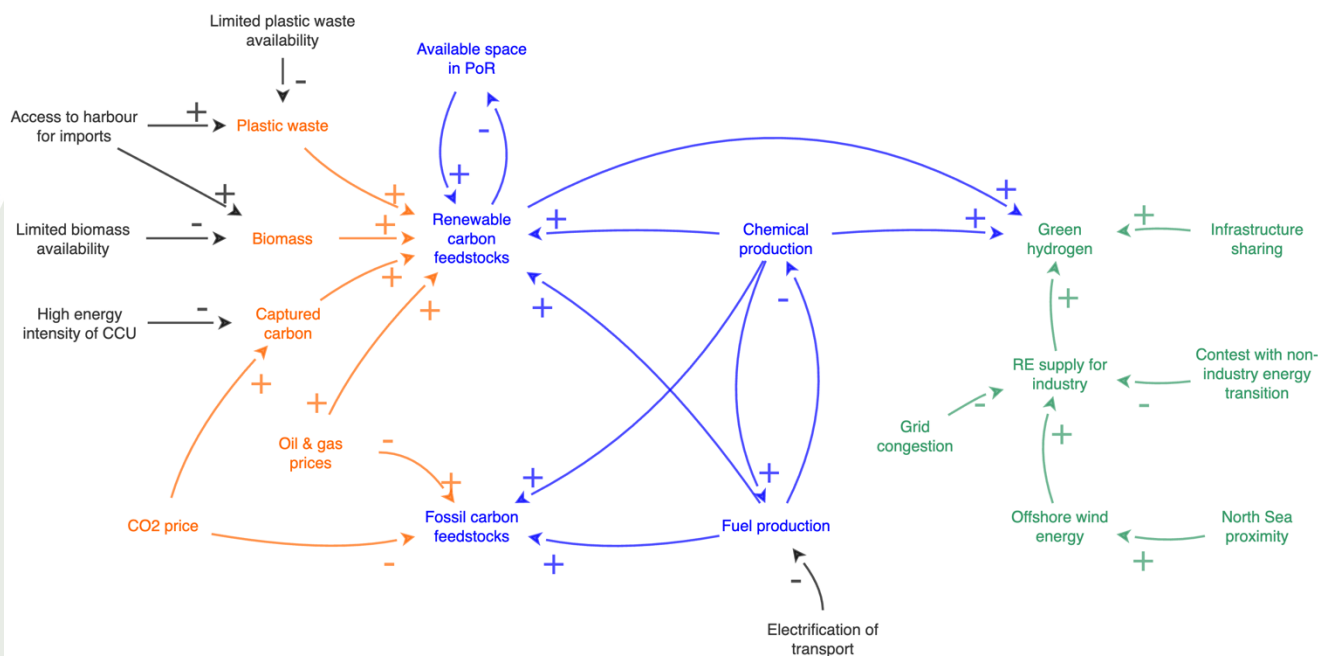 Limited plastic waste
availability
-
Available space
in PoR
Access to harbour
for imports
+
Plastic waste
-
+
+
+
Renewable
carbon
feedstocks
+
Chemical
production
+
+
Green
hydrogen
+
Infrastructure
sharing
Limited biomass
availability
-
Biomass
+
High energy
intensity of CCU
-
Captured
carbon
+
+
+
-
+
RE supply for
industry
Contest with non-
industry energy
transition
-
-
Grid
congestion
+
+
Oil & gas
prices
-
+
+
+
+
CO2 price
-
Fossil carbon
feedstocks
+
Fuel production
-
Offshore wind
energy
+
North Sea
proximity
Electrification of
transport